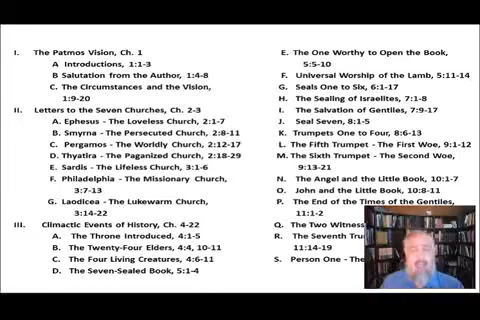 I. The Patmos Vision, Ch. 1
A Introductions, 1:1-3
B Salutation from the Author, 1:4-8
C. The Circumstances and the Vision,
1:9-20
II. Letters to the Seven Churches, Ch. 2-3
A. Ephesus - The Loveless Church, 2:1-7
B. Smyrna - The Persecuted Church, 2:8-11
C. Pergamos - The Worldly Church, 2:12-17
D. Thyatira - The Paganized Church, 2:18-29
E. Sardis - The Lifeless Church, 3:1-6
F. Philadelphia - The Missionary Church,
3:7-13
G. Laodicea - The Lukewarm Church,
3:14-22
III. Climactic Events of History, Ch. 4-22
A. The Throne Introduced, 4:1-5
B. The Twenty-Four Elders, 4:4, 10-11
C. The Four Living Creatures, 4:6-11
D. The Seven-Sealed Book, 5:1-4
E. The One Worthy to Open the Book,
5:5-10
F. Universal Worship of the Lamb, 5:11-14
G. Seals One to Six, 6:1-17
H. The Sealing of Israelites, 7:1-8
I. The Salvation of Gentiles, 7:9-17
J. Seal Seven, 8:1-5
K. Trumpets One to Four, 8:6-13
L. The Fifth Trumpet - The First Woe, 9:1-12
M. The Sixth Trumpet - The Second Woe,
9:13-21
N. The Angel and the Little Book, 10:1-7
O. John and the Little Book, 10:8-11
P. The End of the Times of the Gentiles,
11:1-2
Q. The Two Witness
R. The Seventh Tru
11:14-19
S. Person One - The